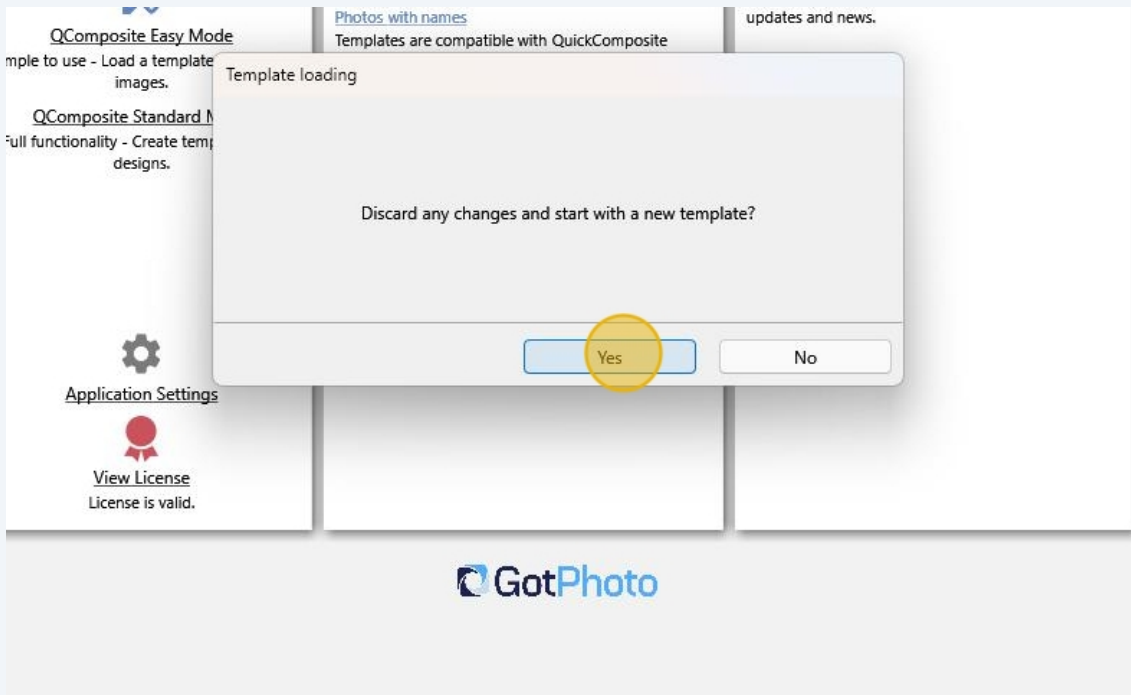 QComposite Easy Mode
mple to use - Load a template
images.
QComposite Standard
Full functionality - Create
designs.
Application Settings
View License
License is valid.
Photos with names
Templates are compatible with QuickComposite
updates and news.
Template loading
Discard any changes and start with a new template?
Yes
No
GotPhoto